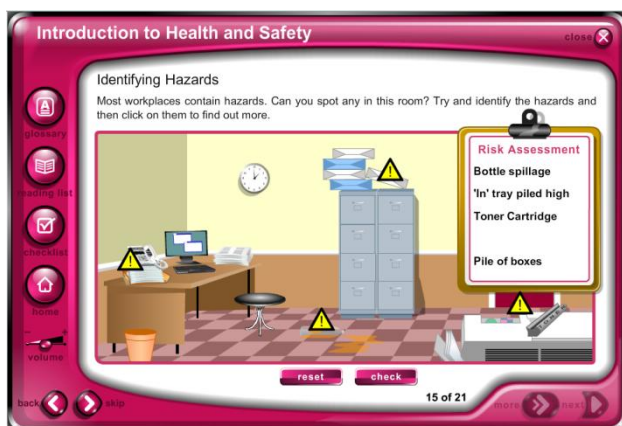 Introduction to Health and Safety
close
Identifying Hazards
Most workplaces contain hazards. Can you spot any in this room? Try and identify the hazards and
then click on them to find out more.
glossary
reading list
checklist
home
volume
Risk Assessment
Bottle spillage
'In' tray piled high
Toner Cartridge
Pile of boxes
reset
check
back
skip
15 of 21
more
next